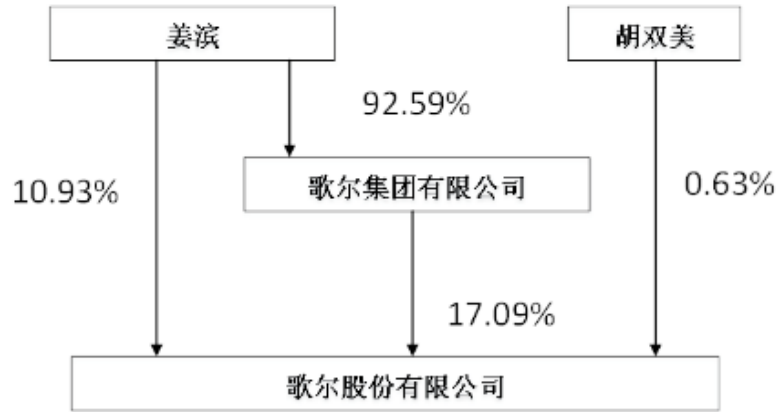 姜滨
胡双美
92.59%
10.93%
歌尔集团有限公司
0.63%
17.09%
歌尔股份有限公司